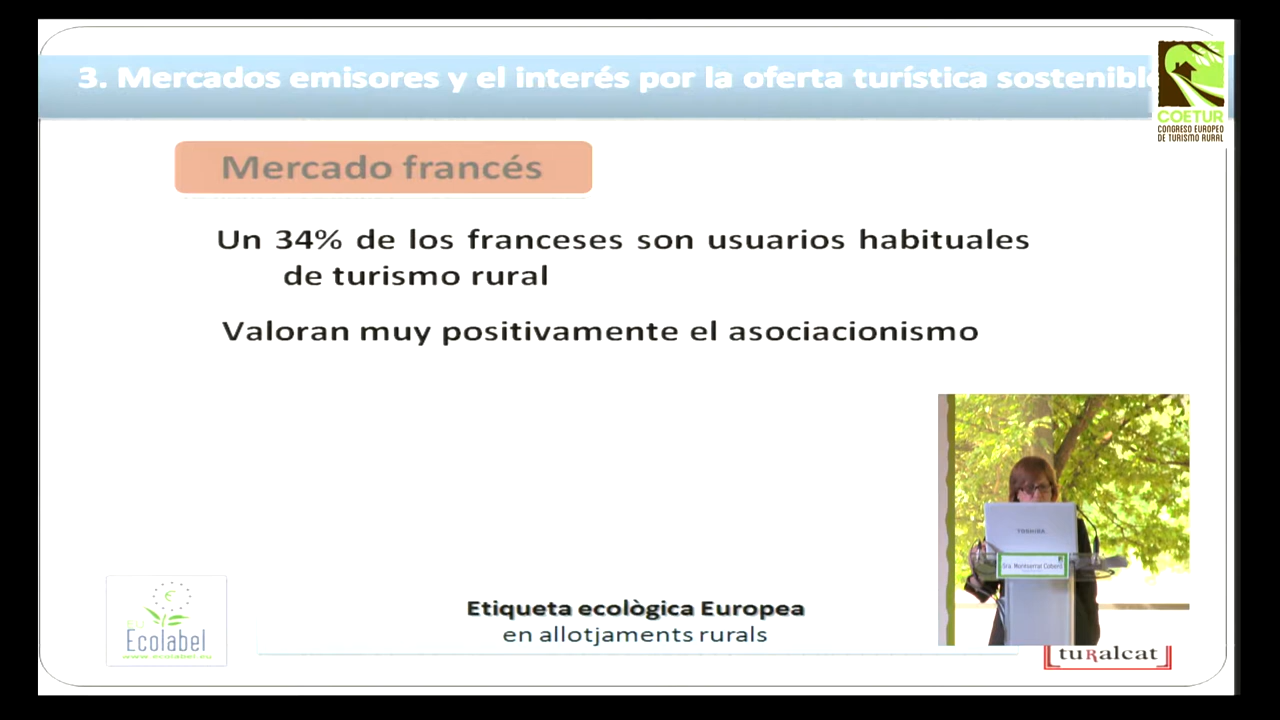 3. Mercados emisores y el interés por la oferta turística sostenible
COETUR
CONGRESO EUROPEO
DE TURISMO RURAL
Mercado francés
Un 34% de los franceses son usuarios habituales
de turismo rural
Valoran muy positivamente el asociacionismo
TOSHIBA
Sra. Montserrat Coberó
EU
Ecolabel
Etiqueta ecològica Europea
en allotjaments rurals
turalcat